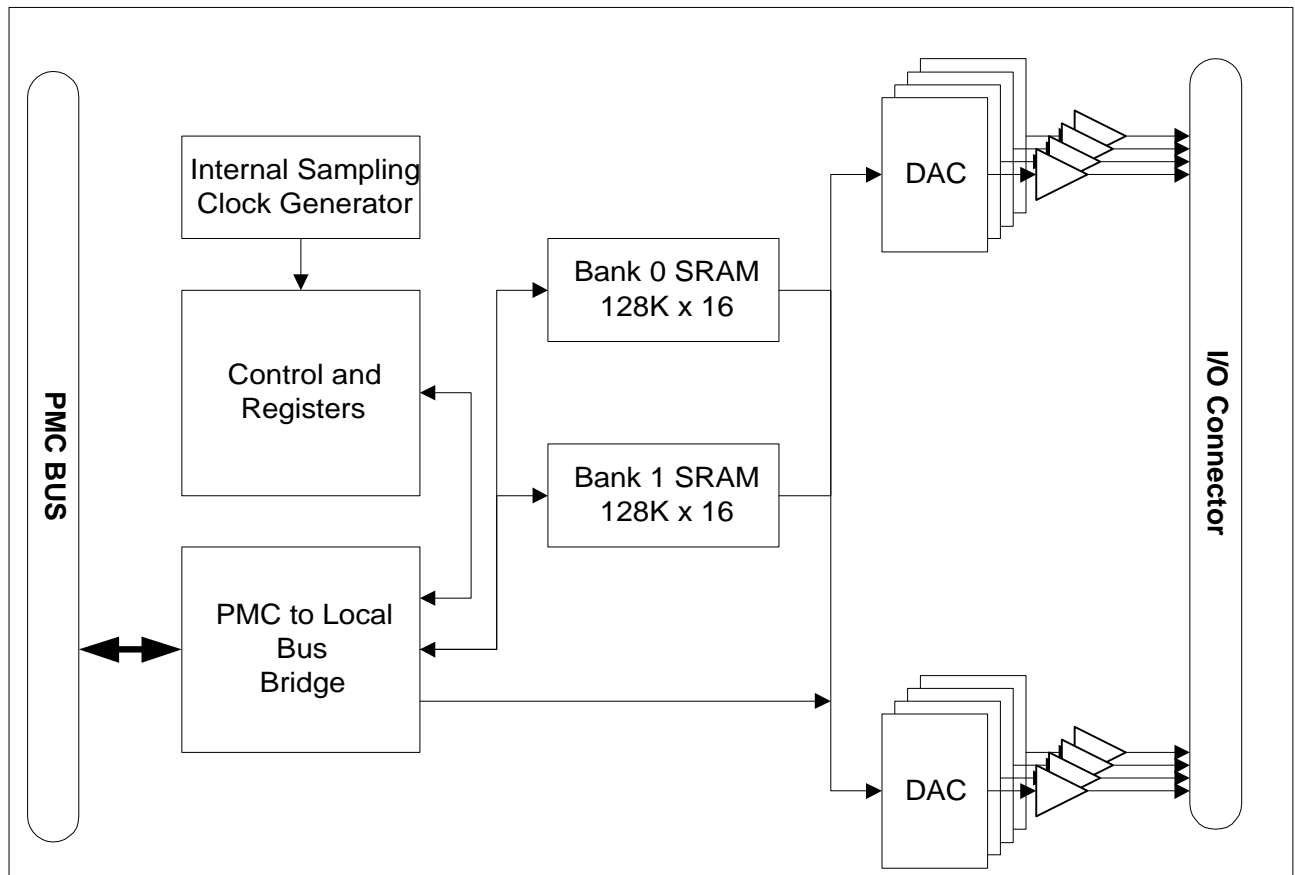 PMC BUS
Internal Sampling
Clock Generator
Control and
Registers
PMC to Local
Bus
Bridge
Bank 0 SRAM
128K x 16
Bank 1 SRAM
128K x 16
DAC
DAC
I/O Connector